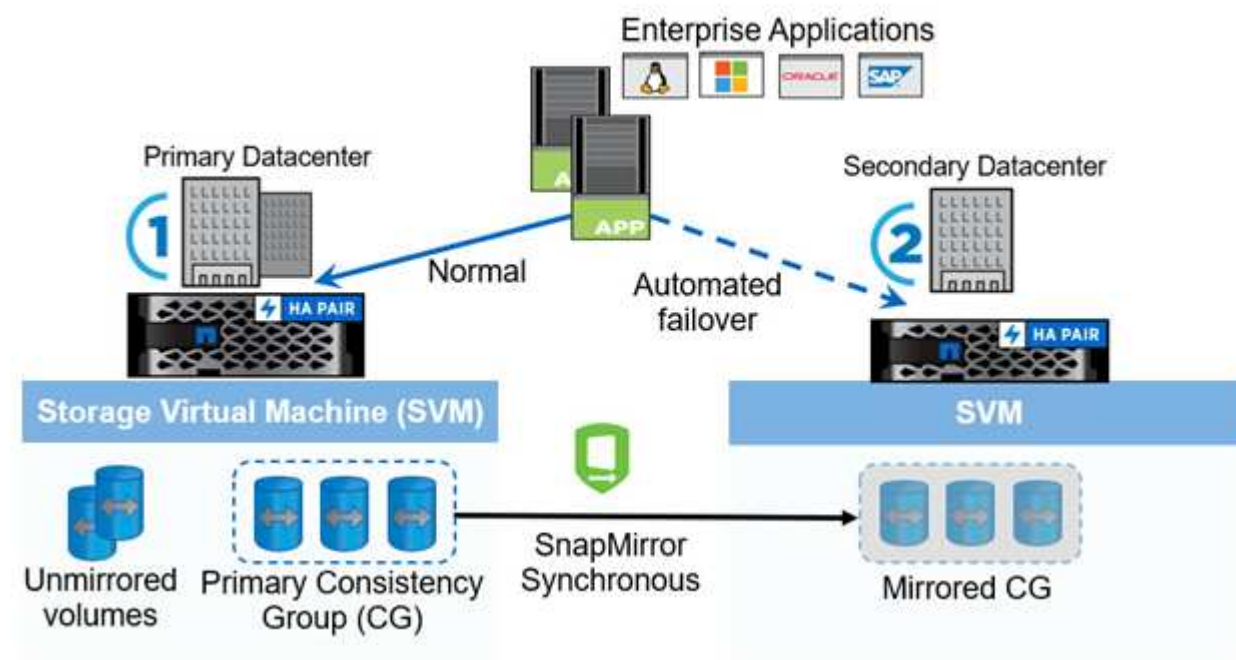 Enterprise Applications
ORACLE
SAP
Primary Datacenter
Secondary Datacenter
1
2
APP
Normal
Automated
failover
HA PAIR
HA PAIR
Storage Virtual Machine (SVM)
SVM
SnapMirror
Synchronous
Unmirrored
volumes
Primary Consistency
Group (CG)
Mirrored CG